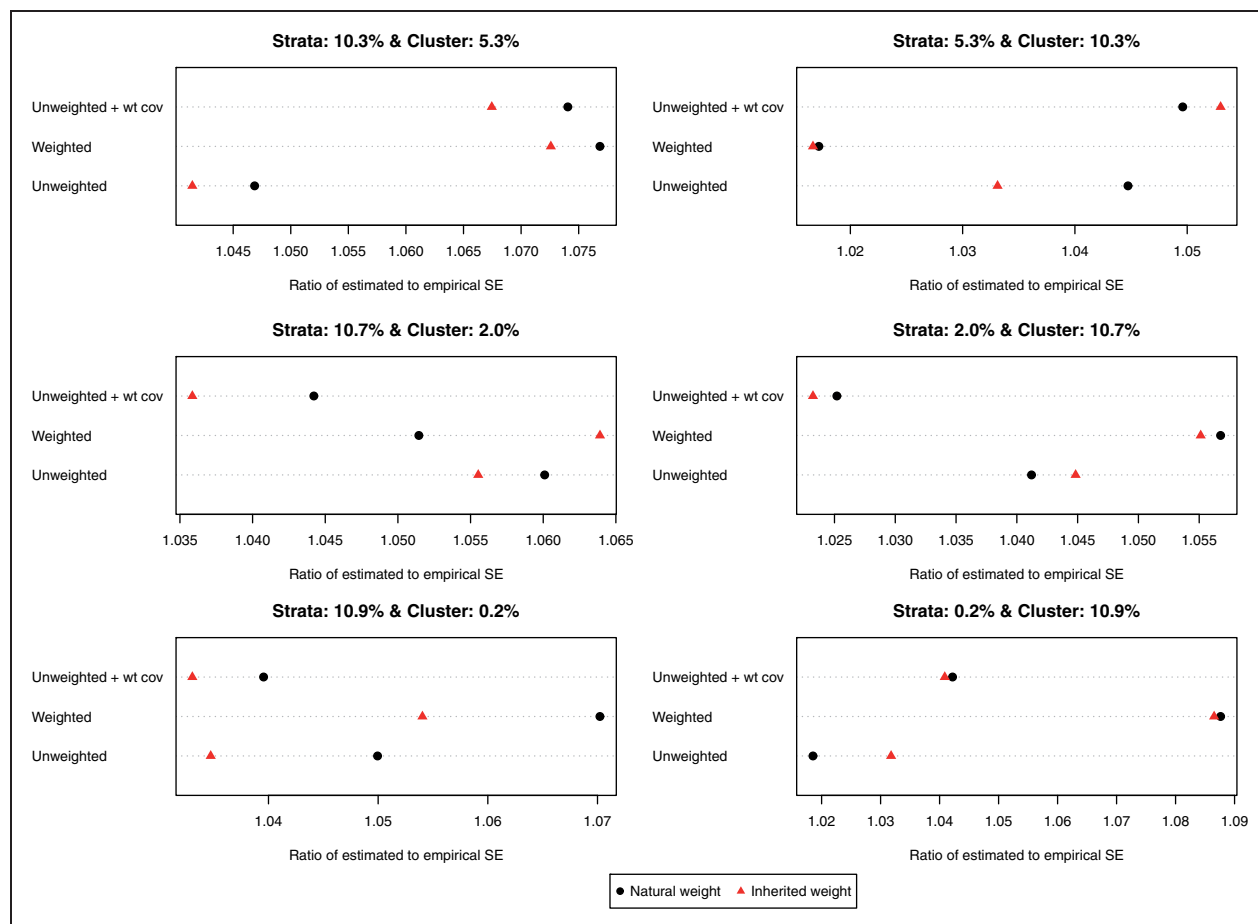 Strata: 10.3% & Cluster: 5.3%
Unweighted + wt cov
Weighted
Unweighted
1.045 1.050 1.055 1.060 1.065 1.070 1.075
Ratio of estimated to empirical SE
Strata: 5.3% & Cluster: 10.3%
Unweighted + wt cov
Weighted
Unweighted
1.02 1.03 1.04 1.05
Ratio of estimated to empirical SE
Strata: 10.7% & Cluster: 2.0%
Unweighted + wt cov
Weighted
Unweighted
1.035 1.040 1.045 1.050 1.055 1.060 1.065
Ratio of estimated to empirical SE
Strata: 2.0% & Cluster: 10.7%
Unweighted + wt cov
Weighted
Unweighted
1.025 1.030 1.035 1.040 1.045 1.050 1.055
Ratio of estimated to empirical SE
Strata: 10.9% & Cluster: 0.2%
Unweighted + wt cov
Weighted
Unweighted
1.04 1.05 1.06 1.07
Ratio of estimated to empirical SE
Strata: 0.2% & Cluster: 10.9%
Unweighted + wt cov
Weighted
Unweighted
1.02 1.03 1.04 1.05 1.06 1.07 1.08 1.09
Ratio of estimated to empirical SE
Natural weight Inherited weight